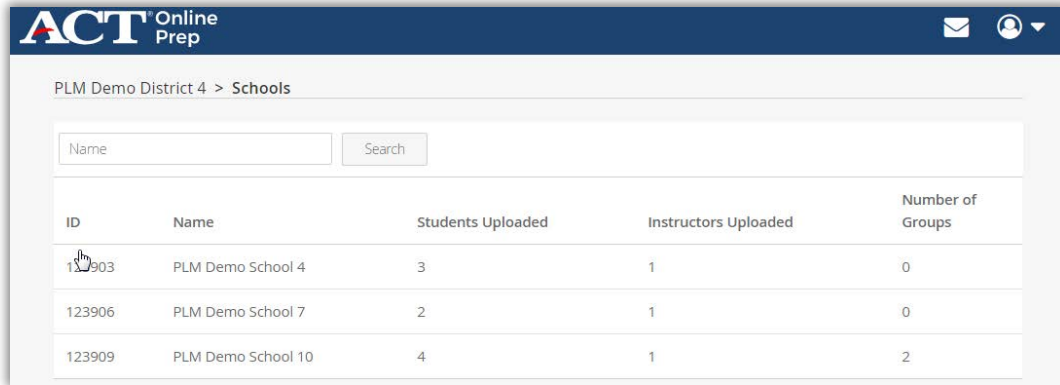 ACT® Online
Prep
PLM Demo District 4 > Schools
Name Search
ID Name Students Uploaded Instructors Uploaded Number of
Groups
PLM Demo School 4 3 1 0
123906 PLM Demo School 7 2 1 0
123909 PLM Demo School 10 4 1 2